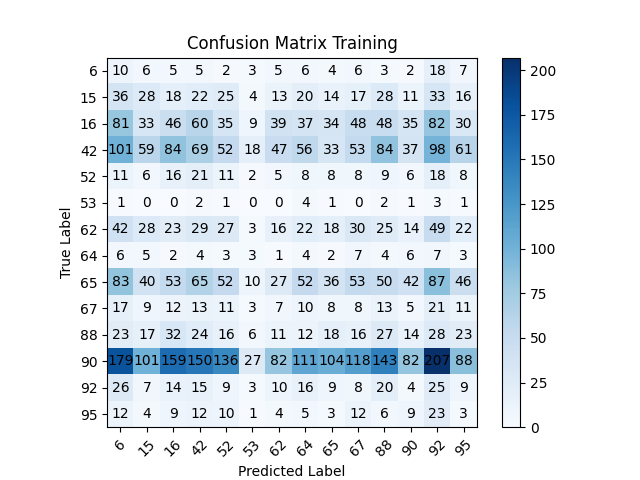 Confusion Matrix Training
6 10 6 5 5 2 3 5 6 4 6 3 2 18 7
15 36 28 18 22 25 4 13 20 14 17 28 11 33 16
16 81 33 46 60 35 9 39 37 34 48 48 35 82 30
42 101 59 84 69 52 18 47 56 33 53 84 37 98 61
52 11 6 16 21 11 2 5 8 8 8 9 6 18 8
53 1 0 0 2 1 0 0 4 1 0 2 1 3 1
62 42 28 23 29 27 3 16 22 18 30 25 14 49 22
64 6 5 2 4 3 3 1 4 2 7 4 6 7 3
65 83 40 53 65 52 10 27 52 36 53 50 42 87 46
67 17 9 12 13 11 3 7 10 8 8 13 5 21 11
88 23 17 32 24 16 6 11 12 18 16 27 14 28 23
90 179 101 159 150 136 27 82 111 104 118 143 82 207 88
92 26 7 14 15 9 3 10 16 9 8 20 4 25 9
95 12 4 9 12 10 1 4 5 3 12 6 9 23 3
6 15 16 42 52 53 62 64 65 67 88 90 92 95
Predicted Label
True Label
200
175
150
125
100
75
50
25
0